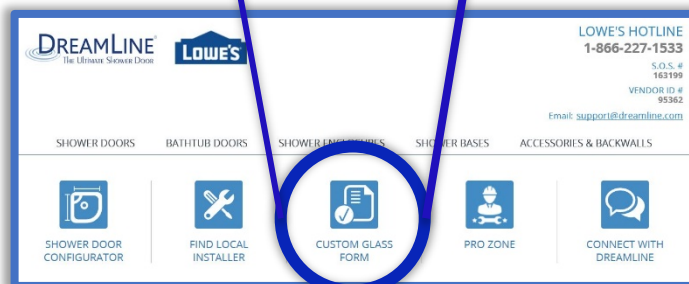 DREAMLINE
THE ULTIMATE SHOWER DOOR
LOWE'S
LOWE'S HOTLINE
1-866-227-1533
S.O.S. #
163199
VENDOR ID #
95362
Email: support@dreamline.com
SHOWER DOORS BATHTUB DOORS SHOWER ENCLOSURES SHOWER BASES ACCESSORIES & BACKWALLS
SHOWER DOOR
CONFIGURATOR
FIND LOCAL
INSTALLER
CUSTOM GLASS
FORM
PRO ZONE
CONNECT WITH
DREAMLINE